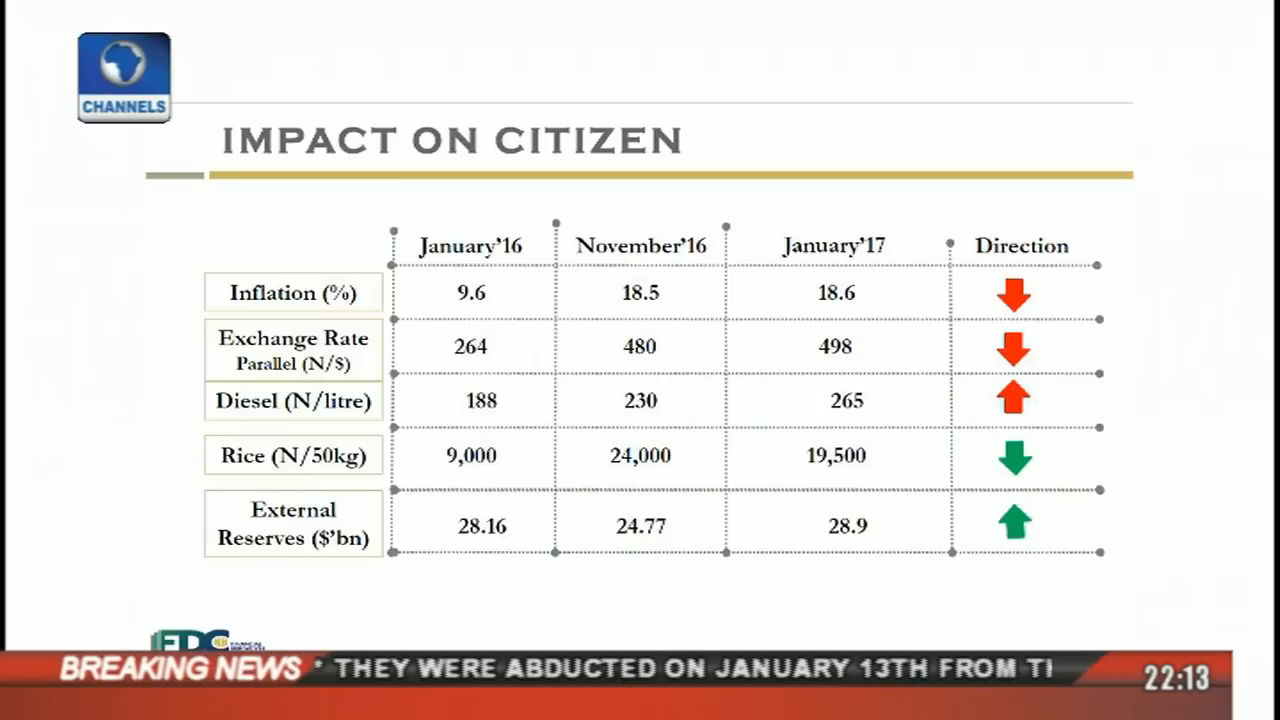 CHANNELS
IMPACT ON CITIZEN
January'16 November'16 January'17 Direction
Inflation (%) 9.6 18.5 18.6
Exchange Rate
Parallel (N/$) 264 480 498
Diesel (N/litre) 188 230 265
Rice (N/50kg) 9,000 24,000 19,500
External
Reserves ($'bn) 28.16 24.77 28.9
BREAKING NEWS * THEY WERE ABDUCTED ON JANUARY 13TH FROM
22:13